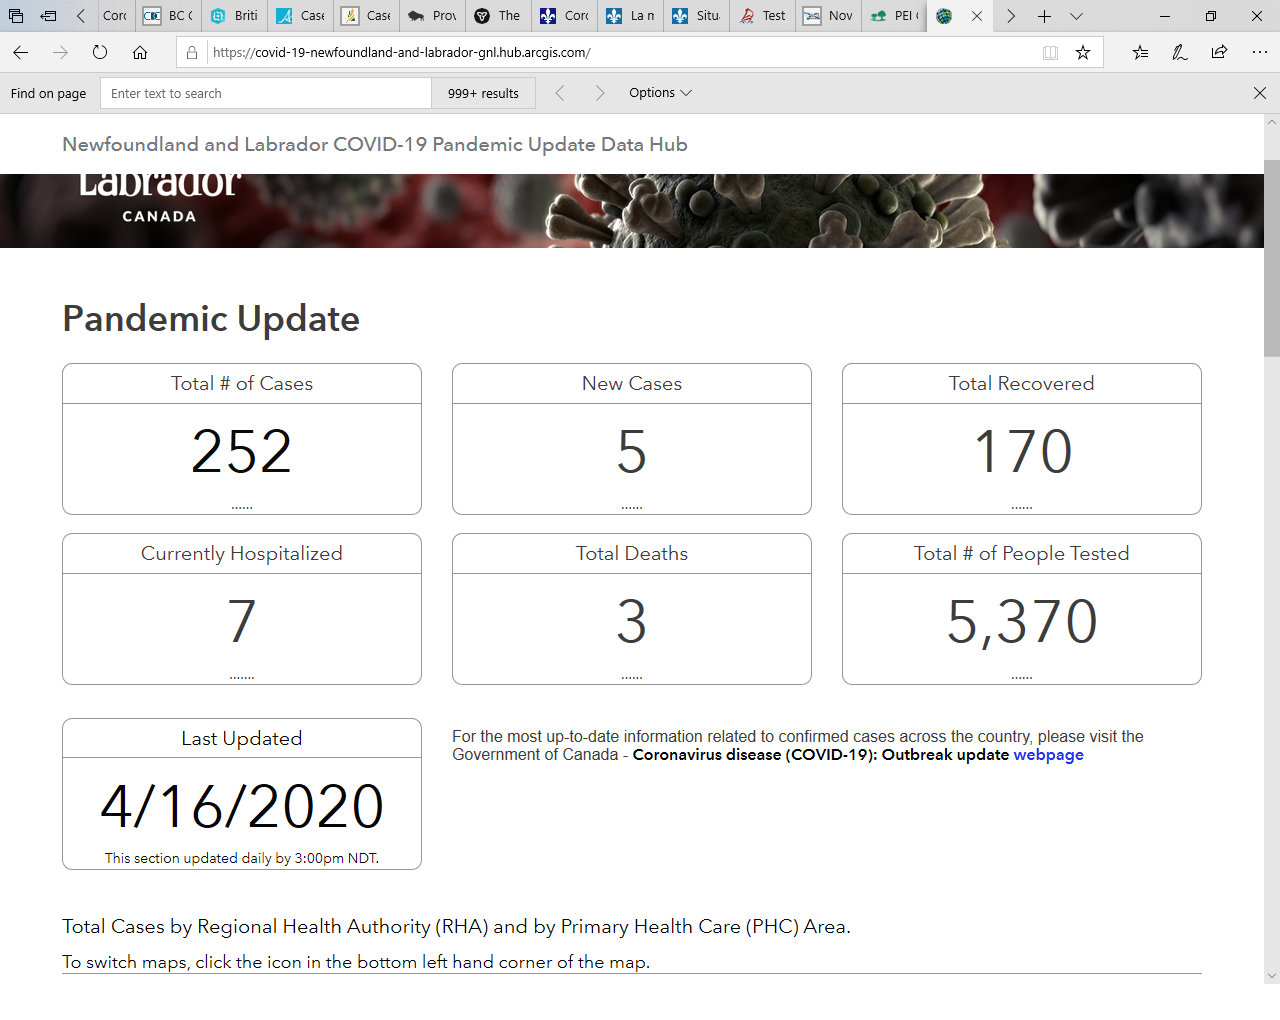 Corc
BC C
Briti
Case
Case
Prov
The
Corc
La m
Situ
Test
Nov
PEI (
https://covid-19-newfoundland-and-labrador-gnl.hub.arcgis.com/
Find on page
Enter text to search
999+ results
Options
Newfoundland and Labrador COVID-19 Pandemic Update Data Hub
Labrador
CANADA
Pandemic Update
Total # of Cases
New Cases
Total Recovered
252
5
170
......
......
......
Currently Hospitalized
Total Deaths
Total # of People Tested
7
3
5,370
.......
......
......
Last Updated
4/16/2020
This section updated daily by 3:00pm NDT.
For the most up-to-date information related to confirmed cases across the country, please visit the
Government of Canada - Coronavirus disease (COVID-19): Outbreak update webpage
Total Cases by Regional Health Authority (RHA) and by Primary Health Care (PHC) Area.
To switch maps, click the icon in the bottom left hand corner of the map.